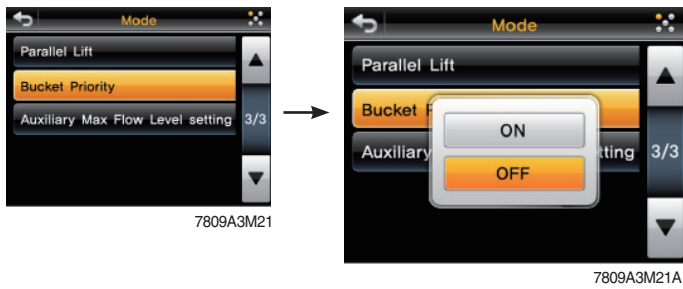 Mode
Parallel Lift
Bucket Priority
Auxiliary Max Flow Level setting
3/3
7809A3M21
Mode
Parallel Lift
Bucket
ON
Auxiliary
3/3
OFF
7809A3M21A